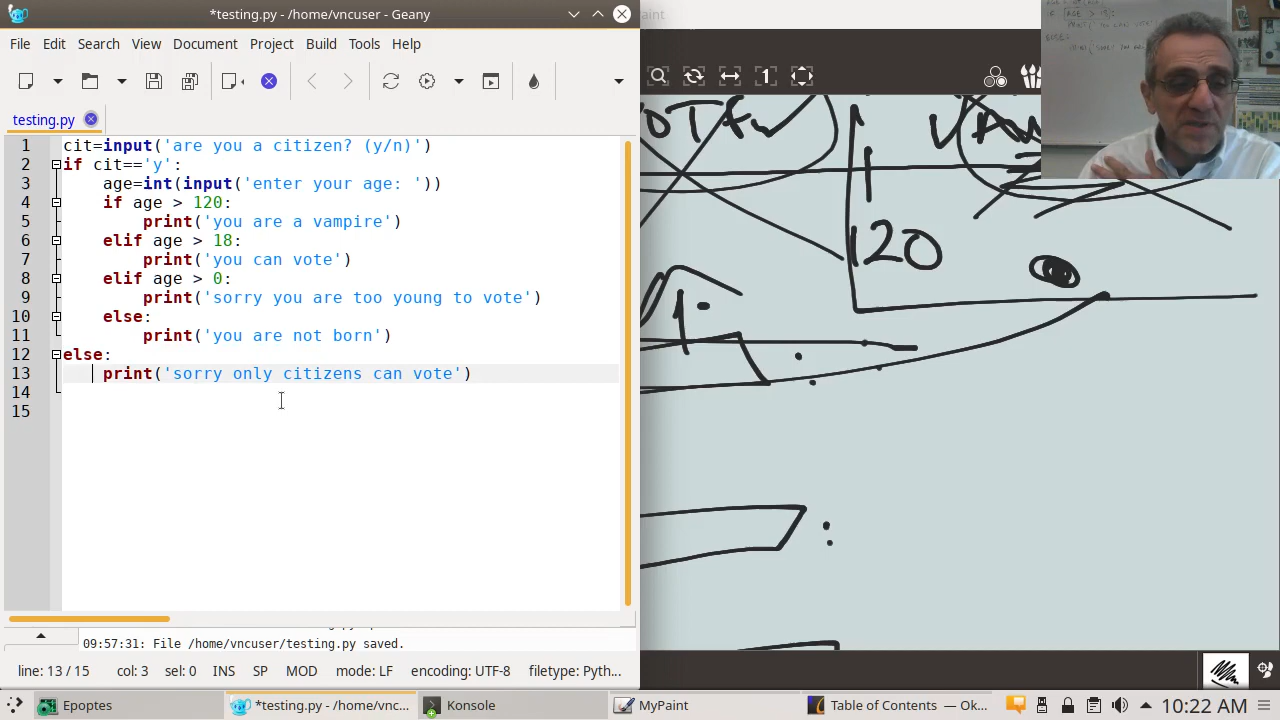 *testing.py - /home/vncuser - Geany
File Edit Search View Document Project Build Tools Help
testing.py
1 cit=input('are you a citizen? (y/n)')
2 if cit=='y':
3 age=int(input('enter your age: '))
4 if age > 120:
5 print('you are a vampire')
6 elif age > 18:
7 print('you can vote')
8 elif age > 0:
9 print('sorry you are too young to vote')
10 else:
11 print('you are not born')
12 else:
13 print('sorry only citizens can vote')
14
15
120
09:57:31: File /home/vncuser/testing.py saved.
line: 13 / 15 col: 3 sel: 0 INS SP MOD mode: LF encoding: UTF-8 filetype: Pyth...
Epoptes
*testing.py - /home/vnc...
Konsole
MyPaint
Table of Contents — Ok...
10:22 AM